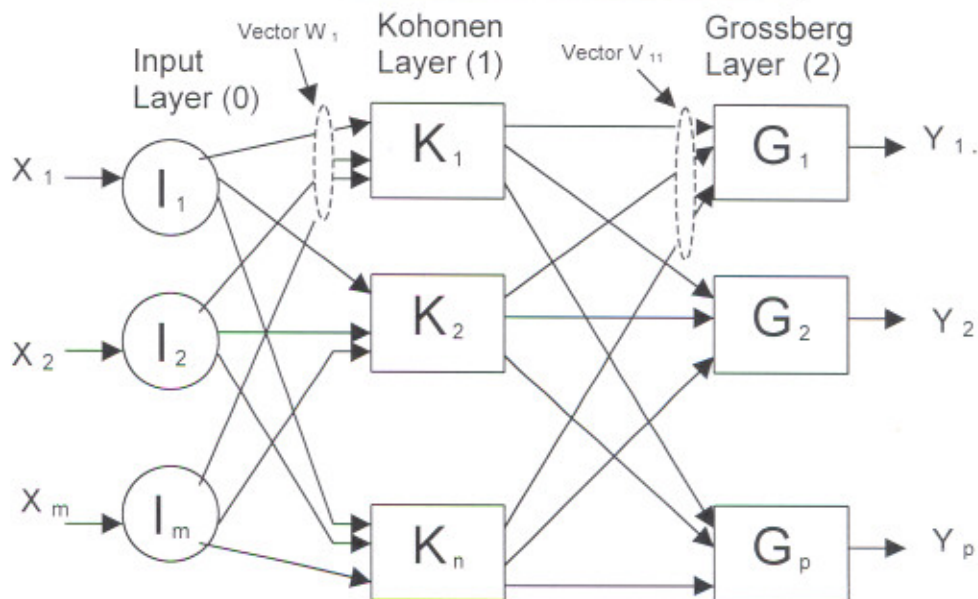 Vector W 1
Kohonen
Layer (1)
Vector V 11
Grossberg
Layer (2)
Input
Layer (0)
X 1
I 1
K 1
G 1
Y 1.
X 2
I 2
K 2
G 2
Y 2
X m
I m
K n
G p
Y p